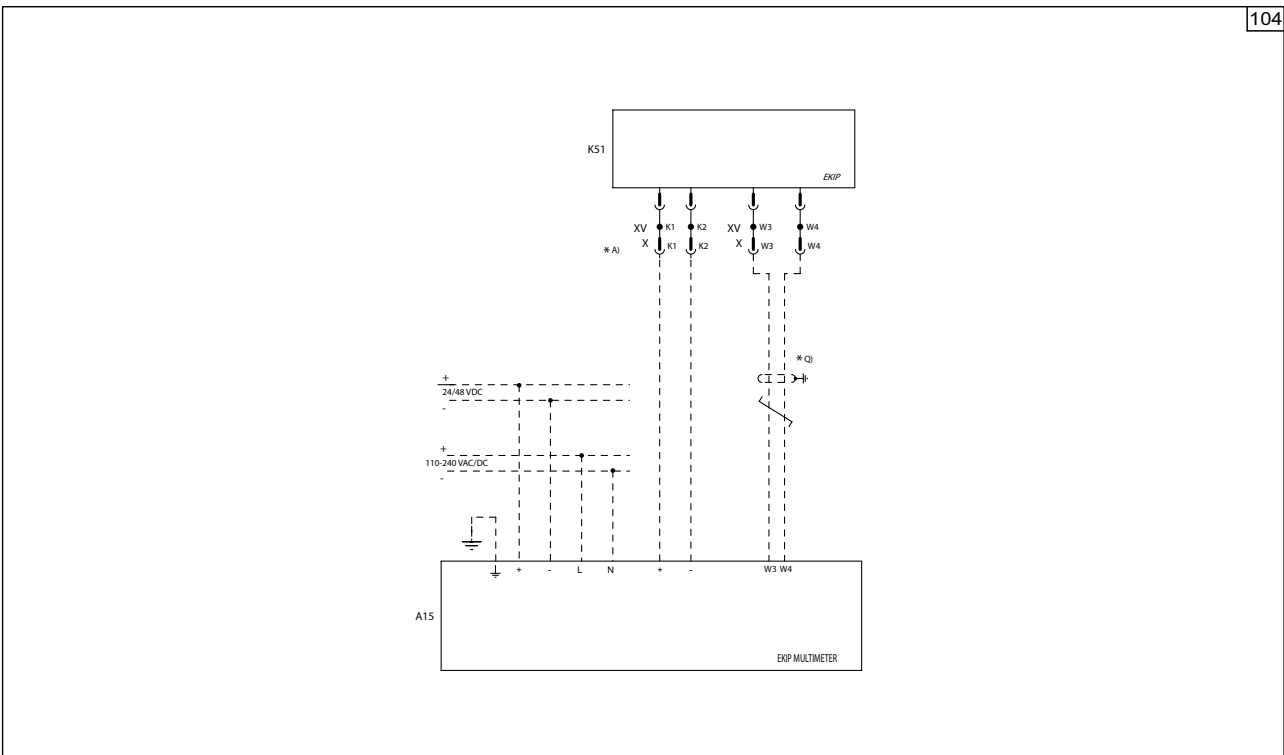 104
K51
EKIP
XV K1 K2 XV W3 W4
X K1 K2 X W3 W4
* A)
* Q)
+
24/48 VDC
-
+
110-240 VAC/DC
-
+ - L N + - W3 W4
A15
EKIP MULTIMETER